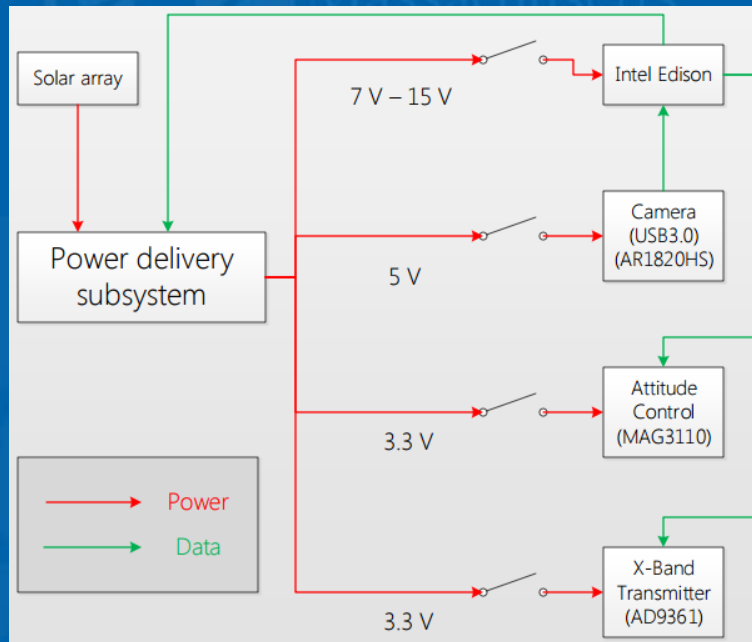 Solar array
7 V – 15 V
Intel Edison
Power delivery
subsystem
5 V
Camera
(USB3.0)
(AR1820HS)
3.3 V
Attitude
Control
(MAG3110)
Power
Data
3.3 V
X-Band
Transmitter
(AD9361)